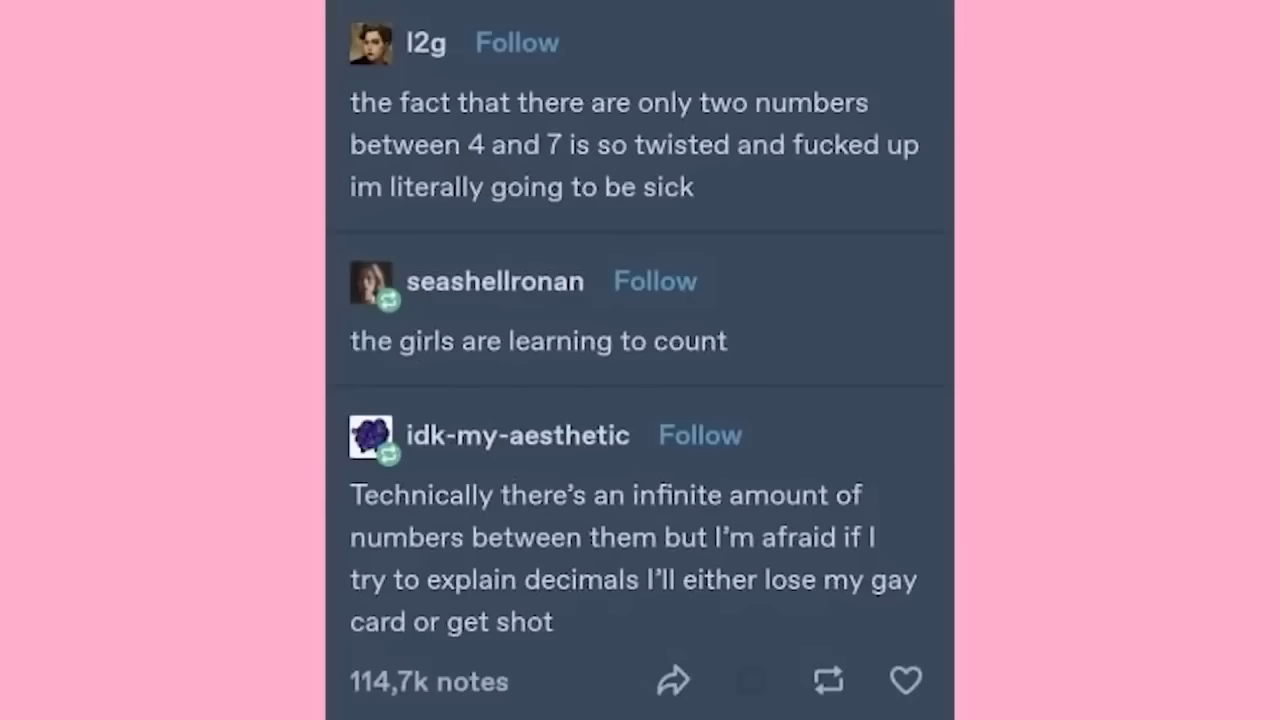 l2g Follow
the fact that there are only two numbers
between 4 and 7 is so twisted and fucked up
im literally going to be sick
seashellronan Follow
the girls are learning to count
idk-my-aesthetic Follow
Technically there's an infinite amount of
numbers between them but I'm afraid if I
try to explain decimals I'll either lose my gay
card or get shot
114,7k notes